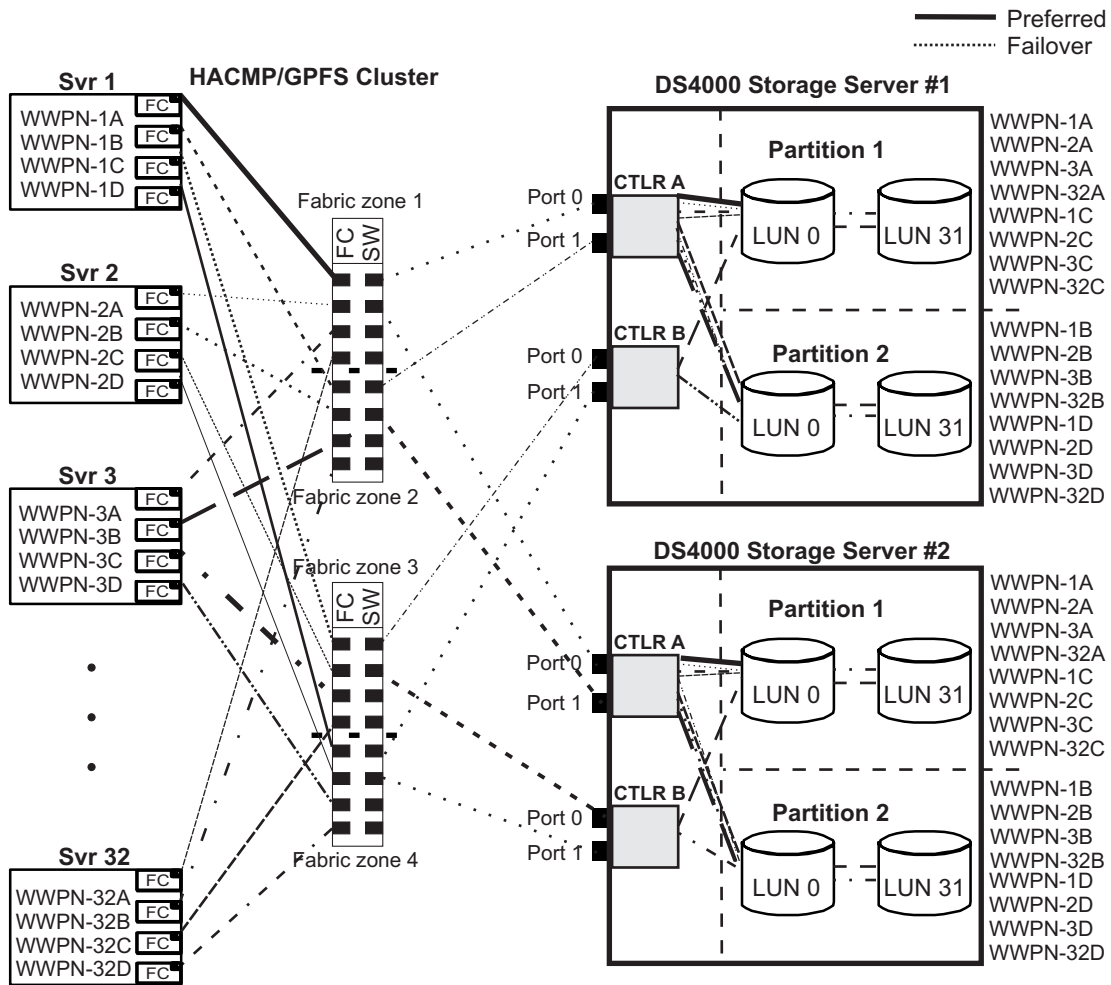 Preferred
Failover
HACMP/GPFS Cluster
Svr 1
WWPN-1A
WWPN-1B
WWPN-1C
WWPN-1D
FC
FC
FC
FC
Svr 2
WWPN-2A
WWPN-2B
WWPN-2C
WWPN-2D
FC
FC
FC
FC
Svr 3
WWPN-3A
WWPN-3B
WWPN-3C
WWPN-3D
FC
FC
FC
FC
Svr 32
WWPN-32A
WWPN-32B
WWPN-32C
WWPN-32D
FC
FC
FC
FC
Fabric zone 1
FC SW
Fabric zone 2
Fabric zone 3
FC SW
Fabric zone 4
DS4000 Storage Server #1
CTLR A
Port 0
Port 1
CTLR B
Port 0
Port 1
Partition 1
LUN 0
LUN 31
Partition 2
LUN 0
LUN 31
WWPN-1A
WWPN-2A
WWPN-3A
WWPN-32A
WWPN-1C
WWPN-2C
WWPN-3C
WWPN-32C
WWPN-1B
WWPN-2B
WWPN-3B
WWPN-32B
WWPN-1D
WWPN-2D
WWPN-3D
WWPN-32D
DS4000 Storage Server #2
CTLR A
Port 0
Port 1
CTLR B
Port 0
Port 1
Partition 1
LUN 0
LUN 31
Partition 2
LUN 0
LUN 31
WWPN-1A
WWPN-2A
WWPN-3A
WWPN-32A
WWPN-1C
WWPN-2C
WWPN-3C
WWPN-32C
WWPN-1B
WWPN-2B
WWPN-3B
WWPN-32B
WWPN-1D
WWPN-2D
WWPN-3D
WWPN-32D